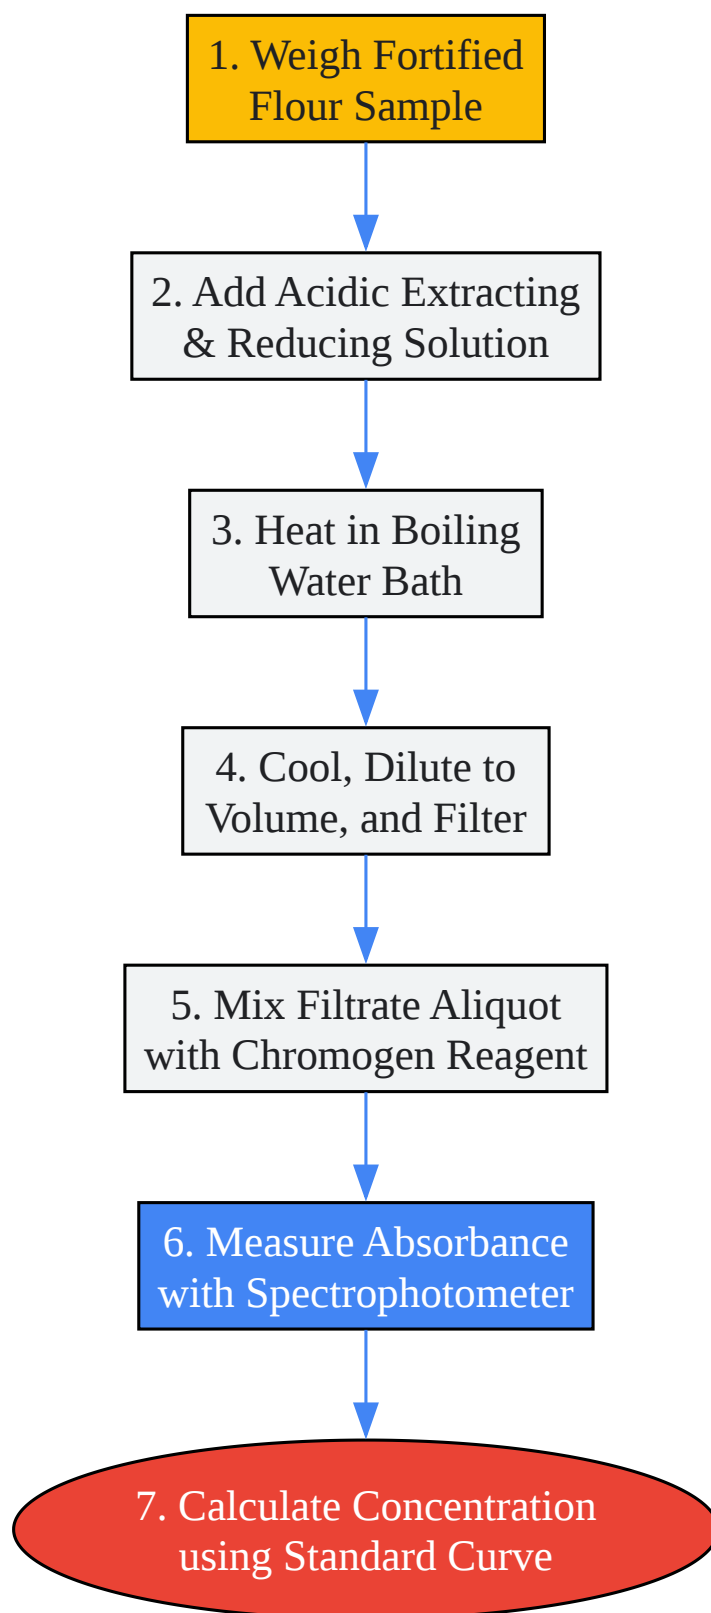 1. Weigh Fortified
Flour Sample
2. Add Acidic Extracting
& Reducing Solution
3. Heat in Boiling
Water Bath
4. Cool, Dilute to
Volume, and Filter
5. Mix Filtrate Aliquot
with Chromogen Reagent
6. Measure Absorbance
with Spectrophotometer
7. Calculate Concentration
using Standard Curve